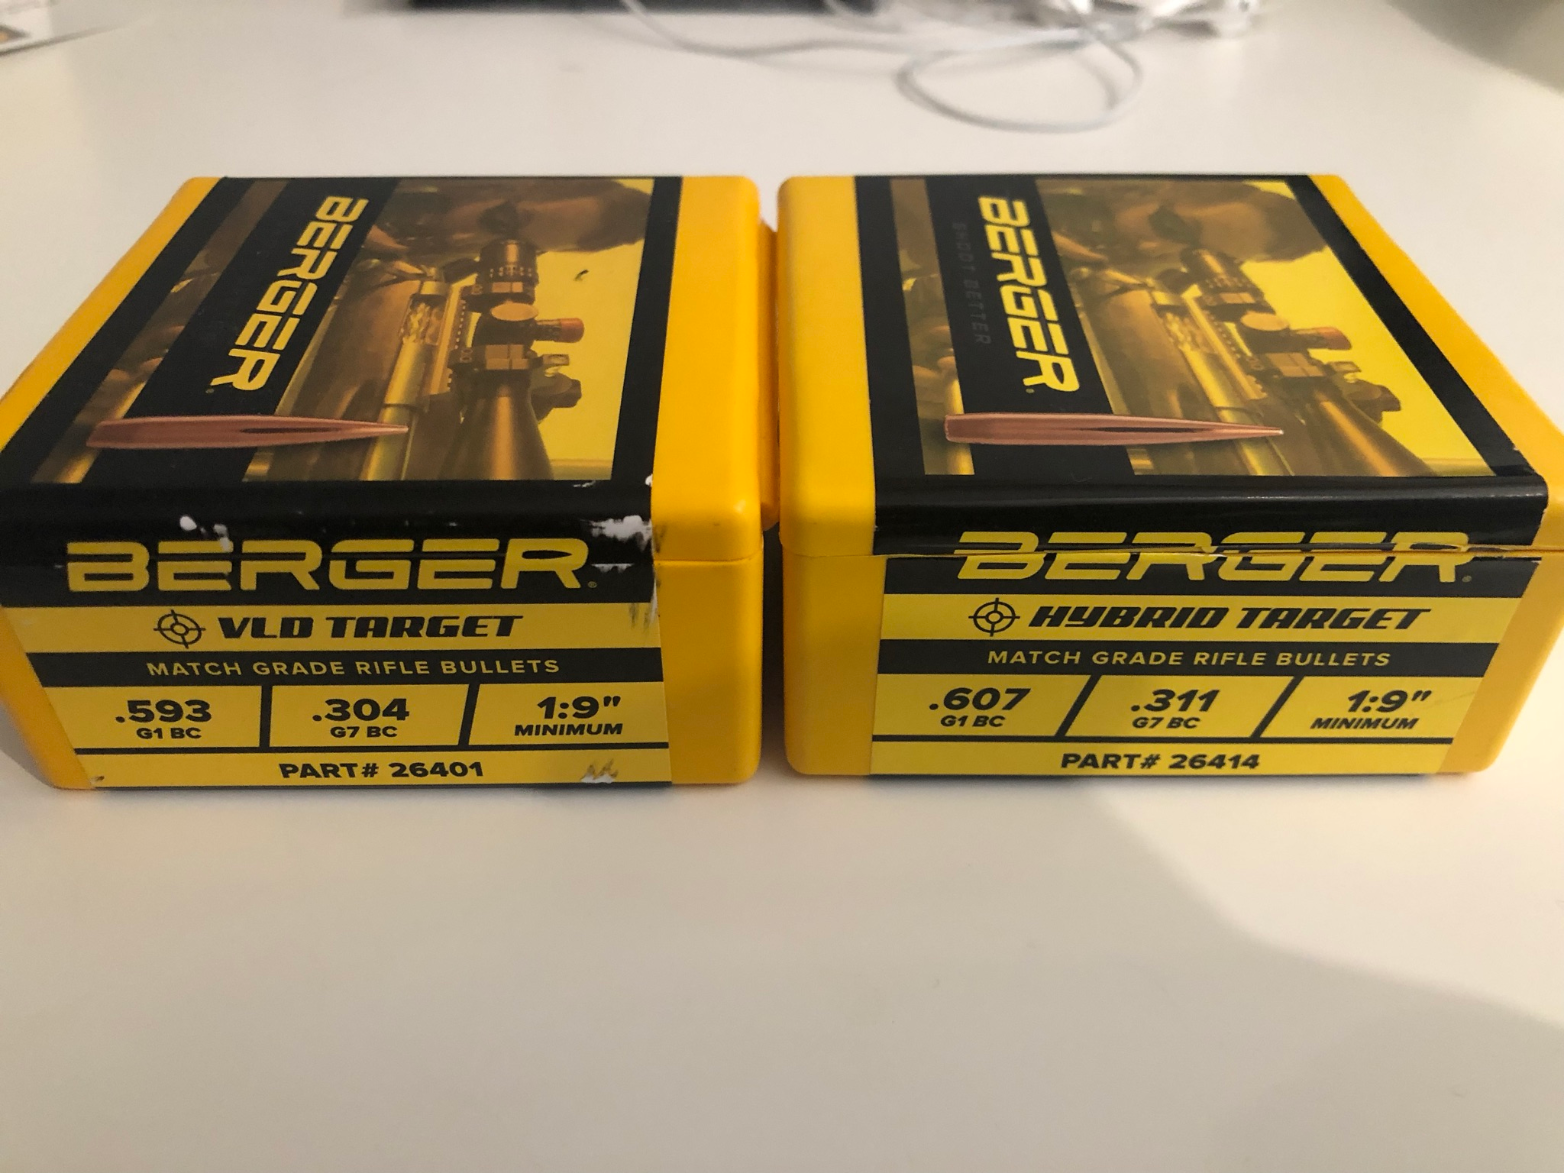 BERGER
BERGER.
VLD TARGET
MATCH GRADE RIFLE BULLETS
.593
G1 BC
.304
G7 BC
1:9"
MINIMUM
PART# 26401
BERGER
SHOOT BETTER
BERGER.
HYBRID TARGET
MATCH GRADE RIFLE BULLETS
.607
G1 BC
.311
G7 BC
1:9"
MINIMUM
PART# 26414